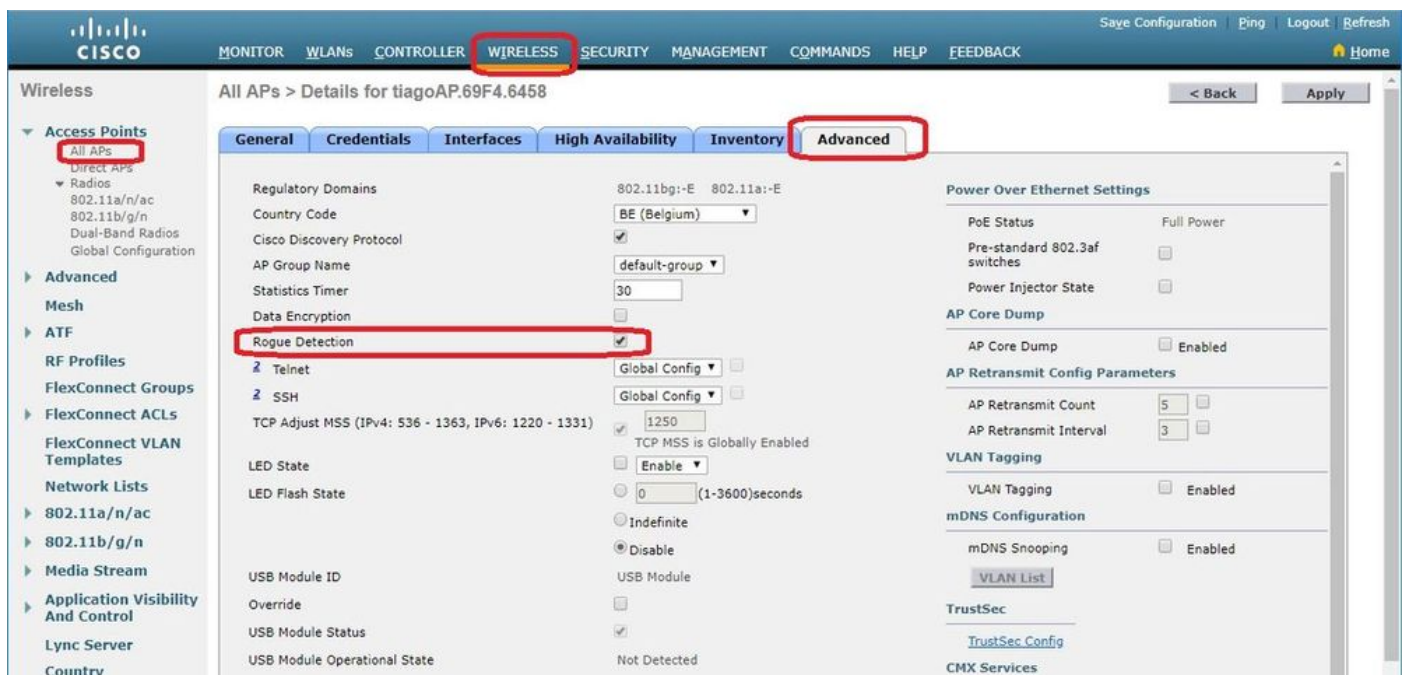 Save Configuration Ping Logout Refresh
CISCO
MONITOR WLANs CONTROLLER WIRELESS SECURITY MANAGEMENT COMMANDS HELP FEEDBACK
Home
Wireless
Access Points
All APs
Direct APs
Radios
802.11a/n/ac
802.11b/g/n
Dual-Band Radios
Global Configuration
Advanced
Mesh
ATF
RF Profiles
FlexConnect Groups
FlexConnect ACLs
FlexConnect VLAN
Templates
Network Lists
802.11a/n/ac
802.11b/g/n
Media Stream
Application Visibility
And Control
Lync Server
Country
All APs > Details for tiagoAP.69F4.6458
< Back Apply
General Credentials Interfaces High Availability Inventory Advanced
Regulatory Domains 802.11bg:-E 802.11a:-E
Country Code BE (Belgium)
Cisco Discovery Protocol
AP Group Name default-group
Statistics Timer 30
Data Encryption
Rogue Detection
2 Telnet Global Config
2 SSH Global Config
TCP Adjust MSS (IPv4: 536 - 1363, IPv6: 1220 - 1331) 1250
TCP MSS is Globally Enabled
LED State Enable
LED Flash State 0 (1-3600)seconds
Indefinite
Disable
USB Module ID USB Module
Override
USB Module Status
USB Module Operational State Not Detected
Power Over Ethernet Settings
PoE Status Full Power
Pre-standard 802.3af
switches
Power Injector State
AP Core Dump
AP Core Dump Enabled
AP Retransmit Config Parameters
AP Retransmit Count 5
AP Retransmit Interval 3
VLAN Tagging
VLAN Tagging Enabled
mDNS Configuration
mDNS Snooping Enabled
VLAN List
TrustSec
TrustSec Config
CMX Services